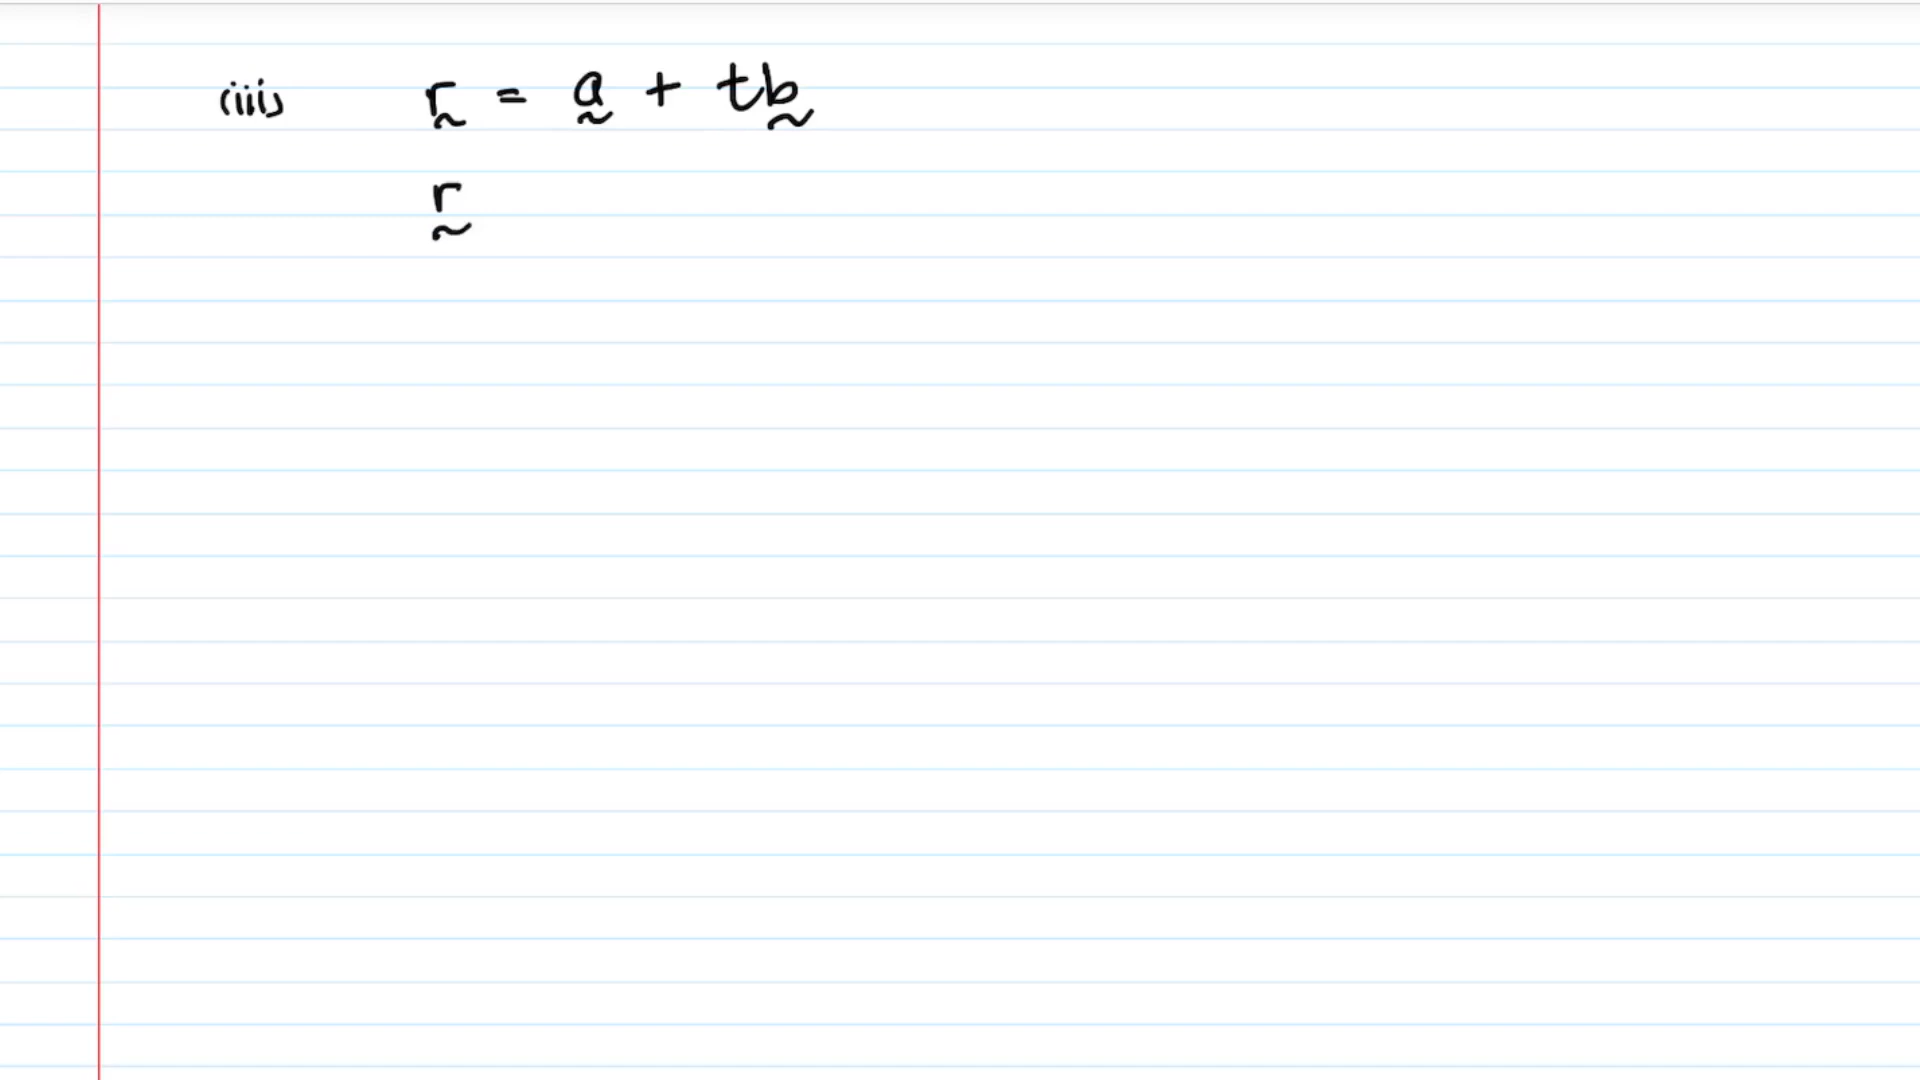 (iii) r̰ = a̰ + tb̰
r̰